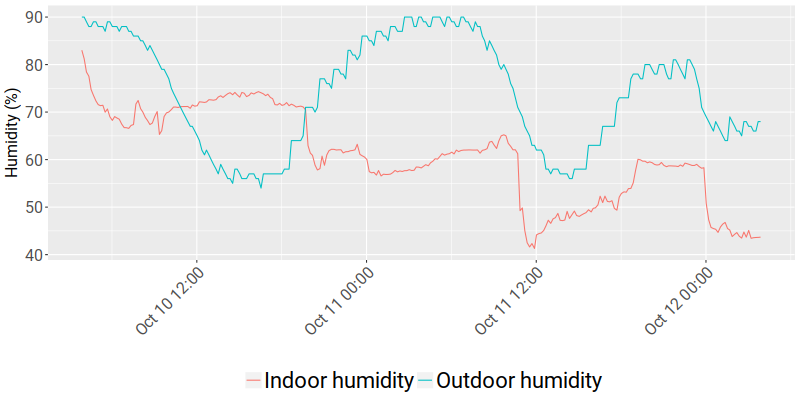 Humidity (%)
90
80
70
60
50
40
Oct 10 12:00
Oct 11 00:00
Oct 11 12:00
Oct 12 00:00
Indoor humidity
Outdoor humidity